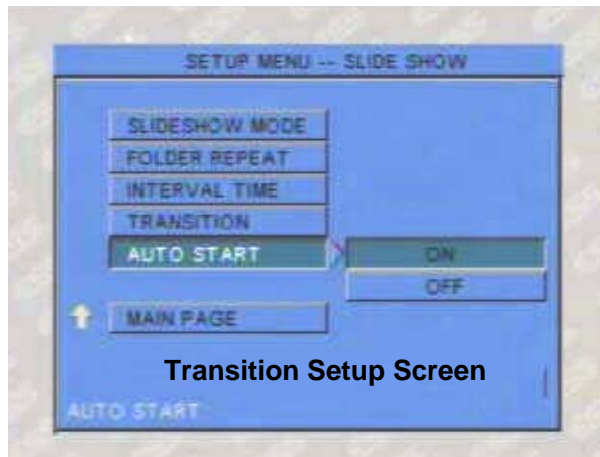 SETUP MENU -- SLIDE SHOW
SLIDESHOW MODE
FOLDER REPEAT
INTERVAL TIME
TRANSITION
AUTO START
ON
OFF
MAIN PAGE
Transition Setup Screen
AUTO START